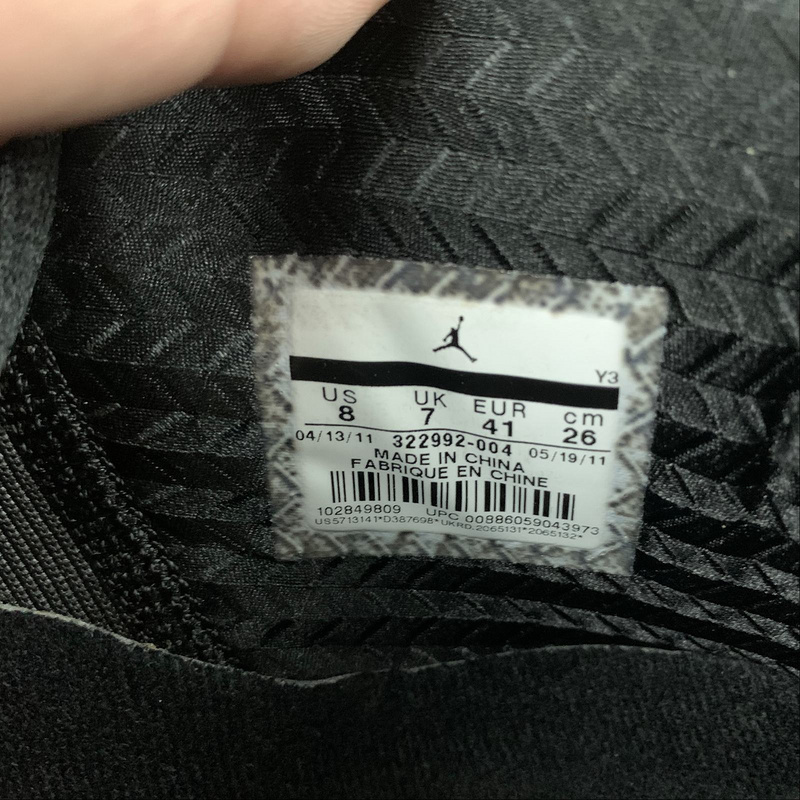 Y3
US UK EUR cm
8 7 41 26
04/13/11 322992-004 05/19/11
MADE IN CHINA
FABRIQUE EN CHINE
102849809 UPC 00886059043973
US5713141*D387698*UKRD.2065131*2065132*